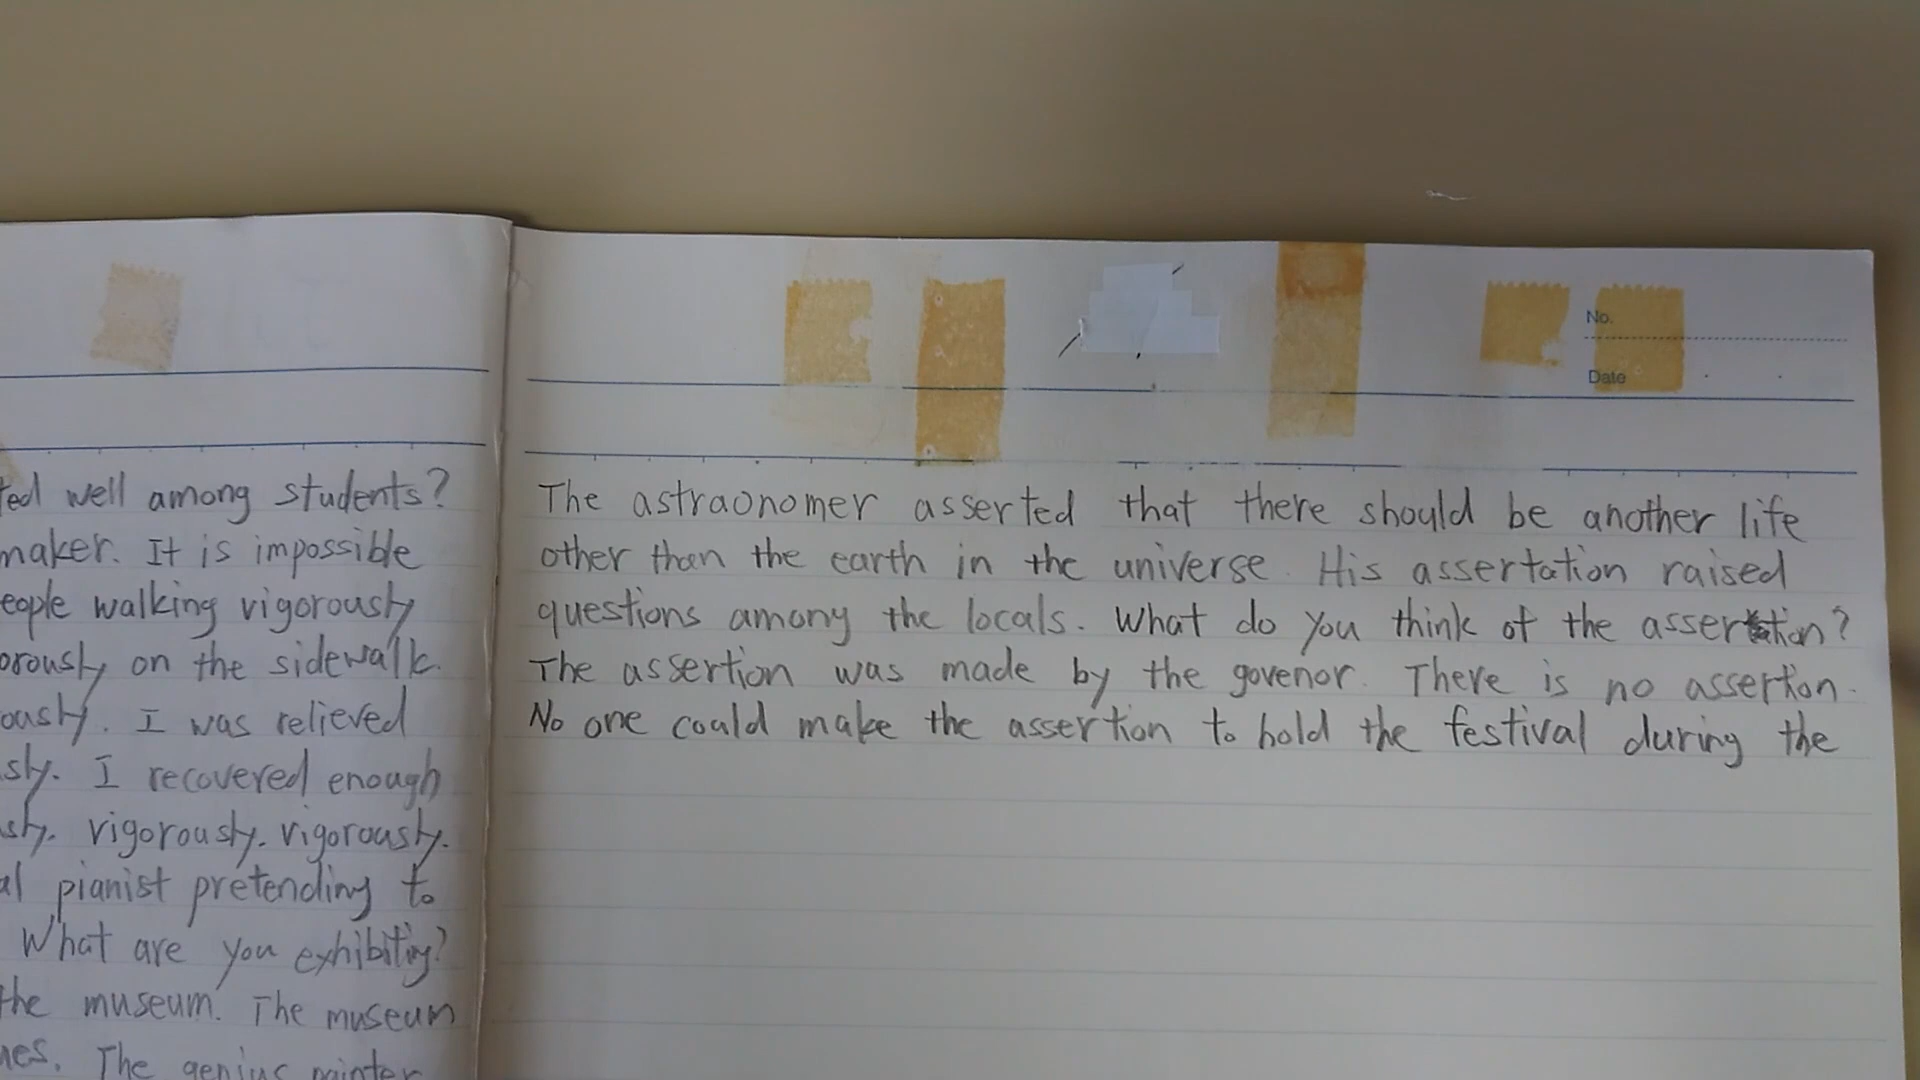 ted well among students?
maker. It is impossible
eople walking vigorously
orously on the sidewalk.
ously. I was relieved
sly. I recovered enough
sly. vigorously. vigorously.
al pianist pretending to
What are you exhibiting?
the museum. The museum
nes. The genius painter
No.
Date
The astraonomer asserted that there should be another life
other than the earth in the universe. His assertation raised
questions among the locals. What do you think of the assertion?
The assertion was made by the govenor. There is no assertion.
No one could make the assertion to hold the festival during the